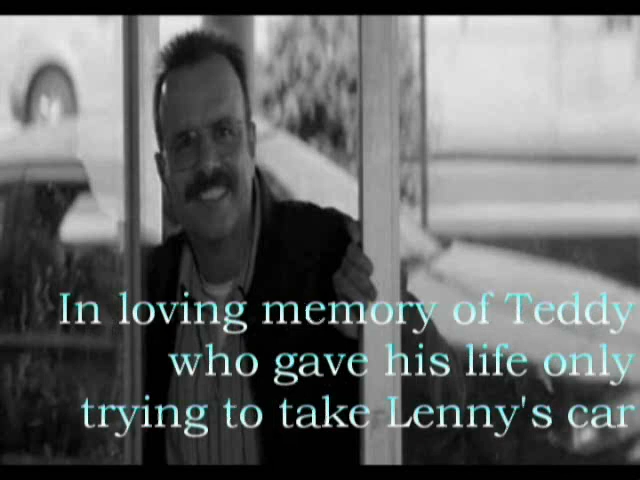 In loving memory of Teddy
who gave his life only
trying to take Lenny's car